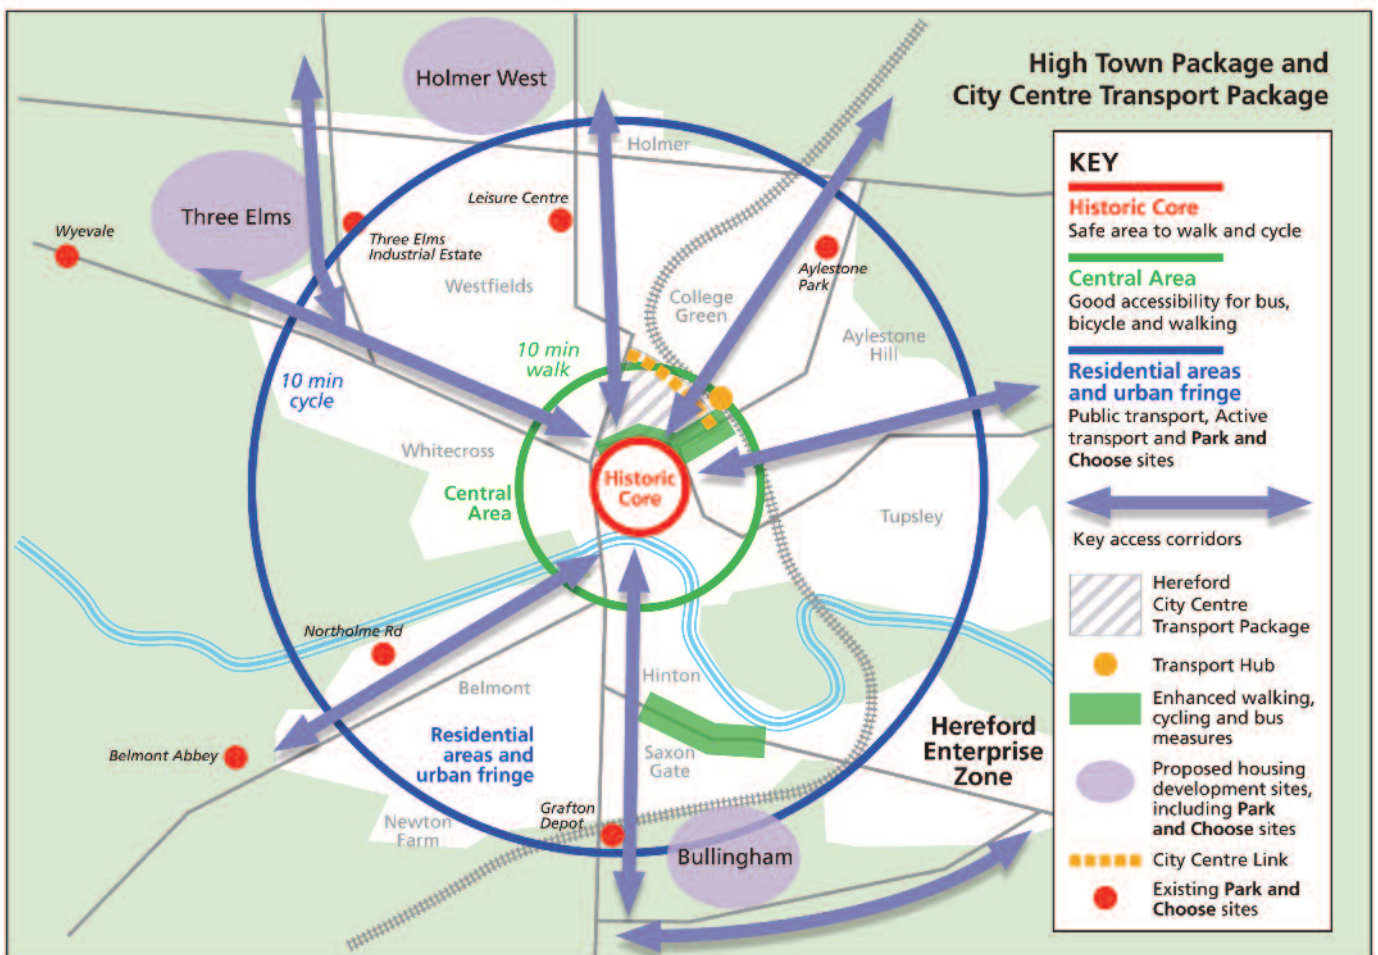 High Town Package and
City Centre Transport Package
Holmer West
Holmer
Three Elms
Leisure Centre
Wyevale
Three Elms
Industrial Estate
Aylestone
Park
Westfields
College
Green
Aylestone
Hill
10 min
walk
10 min
cycle
Whitecross
Historic
Core
Central
Area
Tupsley
Northolme Rd
Hinton
Belmont
Residential
areas and
urban fringe
Hereford
Enterprise
Zone
Belmont Abbey
Saxon
Gate
Grafton
Depot
Newton
Farm
Bullingham
KEY
Historic Core
Safe area to walk and cycle
Central Area
Good accessibility for bus,
bicycle and walking
Residential areas
and urban fringe
Public transport, Active
transport and Park and
Choose sites
Key access corridors
Hereford
City Centre
Transport Package
Transport Hub
Enhanced walking,
cycling and bus
measures
Proposed housing
development sites,
including Park
and Choose sites
City Centre Link
Existing Park and
Choose sites